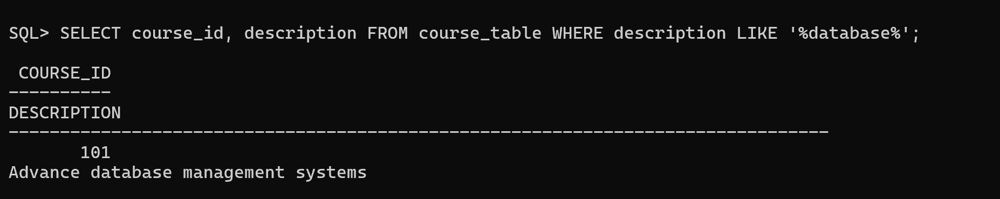 SQL> SELECT course_id, description FROM course_table WHERE description LIKE '%database%';
COURSE_ID
----------
DESCRIPTION
--------------------------------------------------------------------------------
101
Advance database management systems